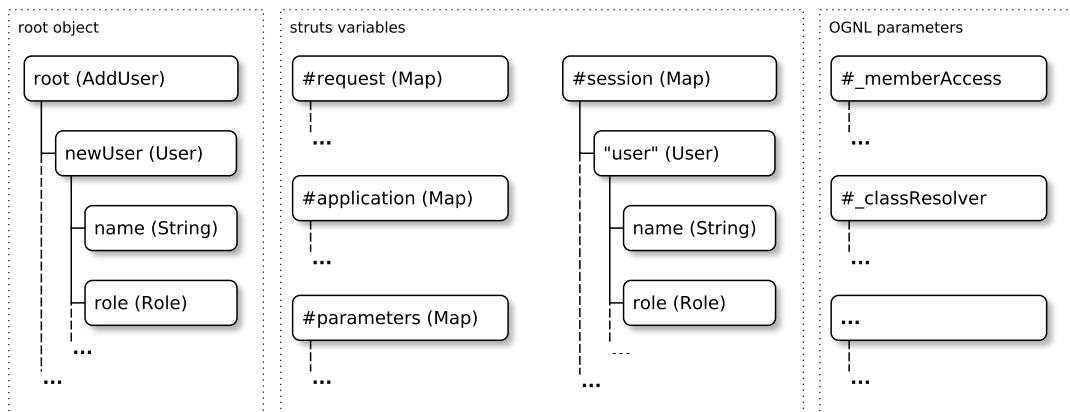 root object
root (AddUser)
newUser (User)
name (String)
role (Role)
...
...
struts variables
#request (Map)
...
#application (Map)
...
#parameters (Map)
...
#session (Map)
"user" (User)
name (String)
role (Role)
...
...
OGNL parameters
#_memberAccess
...
#_classResolver
...
...
...